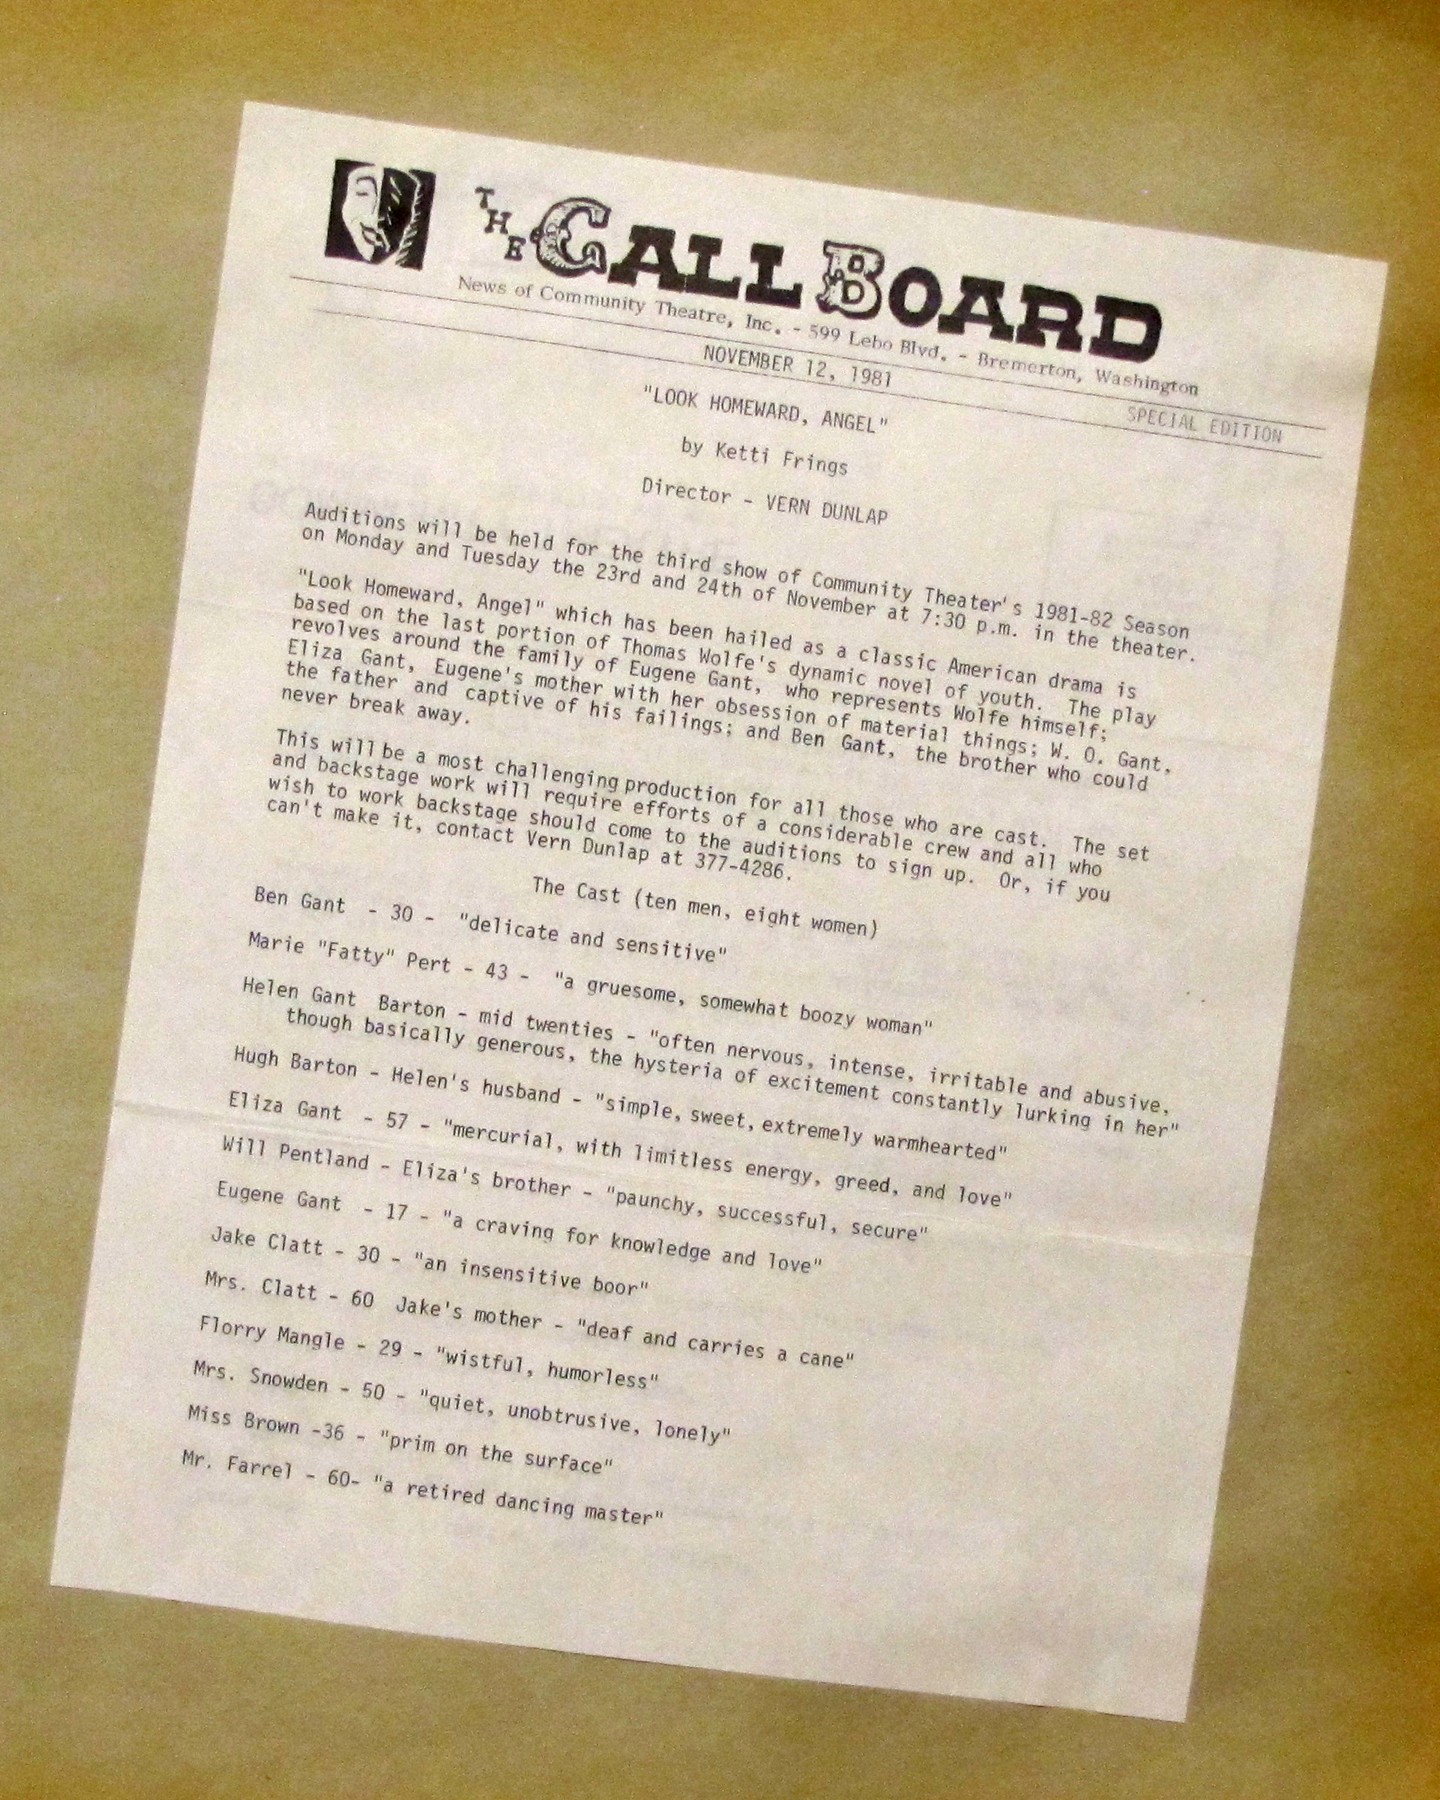 THE CALL BOARD
News of Community Theatre, Inc. - 599 Lebo Blvd. - Bremerton, Washington
NOVEMBER 12, 1981
SPECIAL EDITION
"LOOK HOMEWARD, ANGEL"
by Ketti Frings
Director - VERN DUNLAP
Auditions will be held for the third show of Community Theater's 1981-82 Season
on Monday and Tuesday the 23rd and 24th of November at 7:30 p.m. in the theater.
"Look Homeward, Angel" which has been hailed as a classic American drama is
based on the last portion of Thomas Wolfe's dynamic novel of youth. The play
revolves around the family of Eugene Gant, who represents Wolfe himself;
Eliza Gant, Eugene's mother with her obsession of material things; W. O. Gant,
the father and captive of his failings; and Ben Gant, the brother who could
never break away.
This will be a most challenging production for all those who are cast. The set
and backstage work will require efforts of a considerable crew and all who
wish to work backstage should come to the auditions to sign up. Or, if you
can't make it, contact Vern Dunlap at 377-4286.
The Cast (ten men, eight women)
Ben Gant - 30 - "delicate and sensitive"
Marie "Fatty" Pert - 43 - "a gruesome, somewhat boozy woman"
Helen Gant Barton - mid twenties - "often nervous, intense, irritable and abusive,
though basically generous, the hysteria of excitement constantly lurking in her"
Hugh Barton - Helen's husband - "simple, sweet, extremely warmhearted"
Eliza Gant - 57 - "mercurial, with limitless energy, greed, and love"
Will Pentland - Eliza's brother - "paunchy, successful, secure"
Eugene Gant - 17 - "a craving for knowledge and love"
Jake Clatt - 30 - "an insensitive boor"
Mrs. Clatt - 60 Jake's mother - "deaf and carries a cane"
Florry Mangle - 29 - "wistful, humorless"
Mrs. Snowden - 50 - "quiet, unobtrusive, lonely"
Miss Brown -36 - "prim on the surface"
Mr. Farrel - 60- "a retired dancing master"